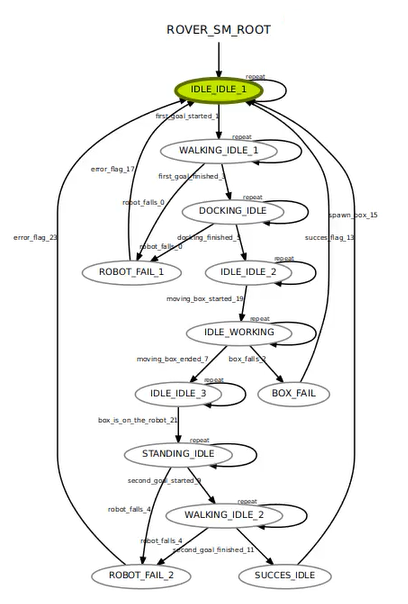 ROVER_SM_ROOT
repeat
IDLE_IDLE_1
first_goal_started_1
repeat
WALKING_IDLE_1
error_flag_17
first_goal_finished_
repeat
robot_falls_0
DOCKING_IDLE
spawn_box_15
error_flag_23
docking_finished_
succes_flag_13
robot_falls_0
repeat
ROBOT_FAIL_1
IDLE_IDLE_2
moving_box_started_19
repeat
IDLE_WORKING
moving_box_ended_7
box_falls_2
repeat
IDLE_IDLE_3
BOX_FAIL
box_is_on_the_robot_21
repeat
STANDING_IDLE
second_goal_started_9
repeat
robot_falls_4
WALKING_IDLE_2
robot_falls_4
second_goal_finished_11
ROBOT_FAIL_2
SUCCES_IDLE